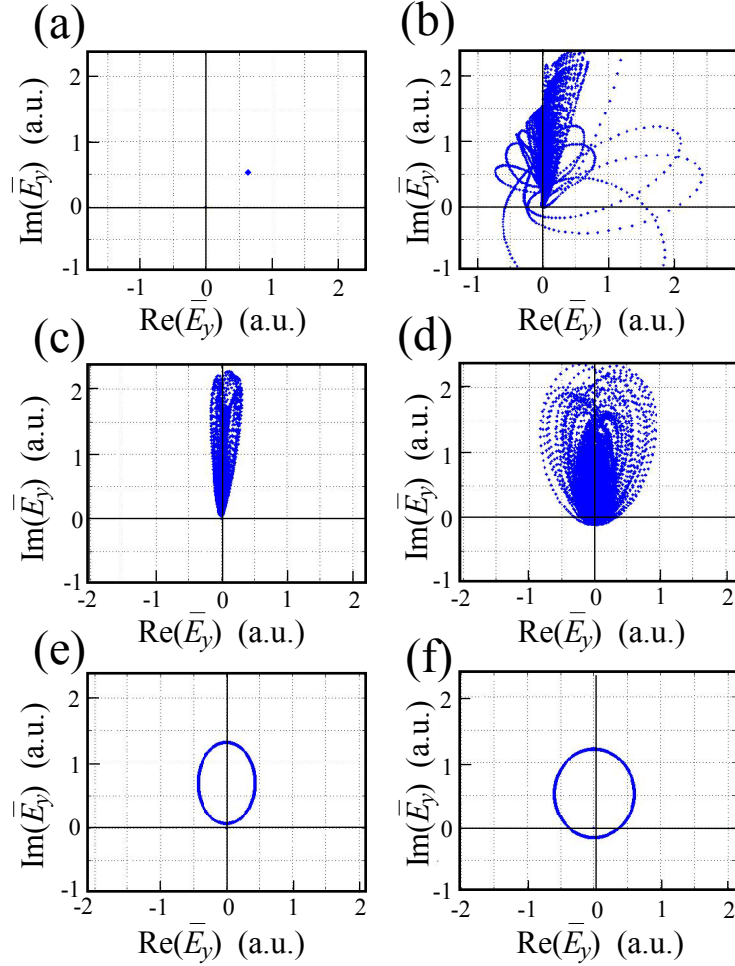 (a)
2
1
0
-1
-1 0 1 2
Im(E̅y) (a.u.)
Re(E̅y) (a.u.)
(b)
2
1
0
-1
-1 0 1 2
Im(E̅y) (a.u.)
Re(E̅y) (a.u.)
(c)
2
1
0
-1
-2 -1 0 1 2
Im(E̅y) (a.u.)
Re(E̅y) (a.u.)
(d)
2
1
0
-1
-2 -1 0 1 2
Im(E̅y) (a.u.)
Re(E̅y) (a.u.)
(e)
2
1
0
-1
-2 -1 0 1 2
Im(E̅y) (a.u.)
Re(E̅y) (a.u.)
(f)
2
1
0
-1
-2 -1 0 1 2
Im(E̅y) (a.u.)
Re(E̅y) (a.u.)